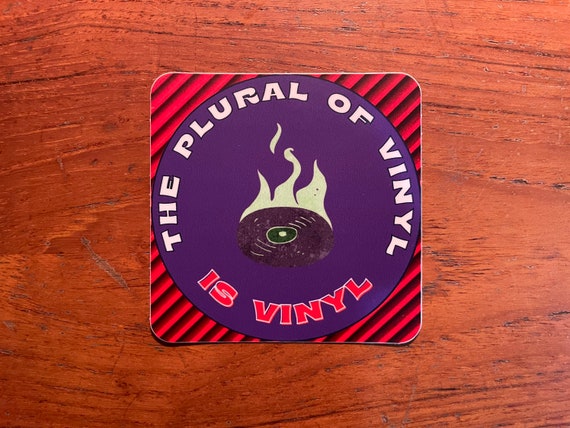 THE PLURAL OF VINYL
IS VINYL